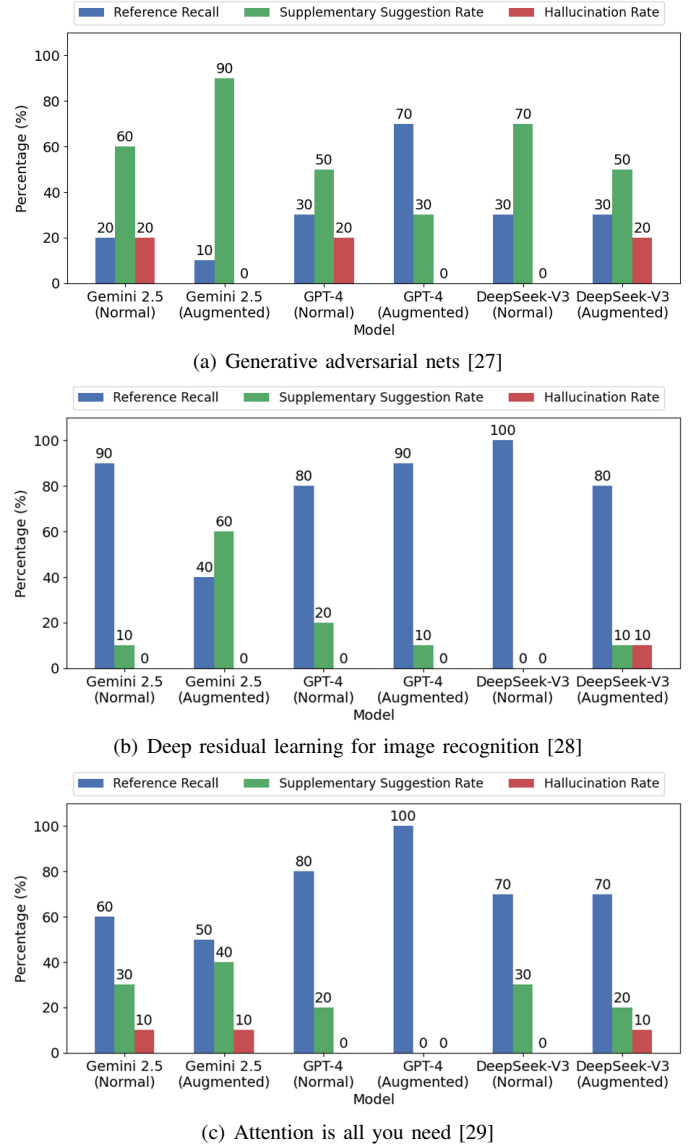 Reference Recall Supplementary Suggestion Rate Hallucination Rate
Percentage (%)
100
80
60
40
20
0
20 60 20
10 90 0
30 50 20
70 30 0
30 70 0
30 50 20
Gemini 2.5 Gemini 2.5 GPT-4 GPT-4 DeepSeek-V3 DeepSeek-V3
(Normal) (Augmented) (Normal) (Augmented) (Normal) (Augmented)
Model
(a) Generative adversarial nets [27]
Reference Recall Supplementary Suggestion Rate Hallucination Rate
Percentage (%)
100
80
60
40
20
0
90 10 0
40 60 0
80 20 0
90 10 0
100 0 0
80 10 10
Gemini 2.5 Gemini 2.5 GPT-4 GPT-4 DeepSeek-V3 DeepSeek-V3
(Normal) (Augmented) (Normal) (Augmented) (Normal) (Augmented)
Model
(b) Deep residual learning for image recognition [28]
Reference Recall Supplementary Suggestion Rate Hallucination Rate
Percentage (%)
100
80
60
40
20
0
60 30 10
50 40 10
80 20 0
100 0 0
70 30 0
70 20 10
Gemini 2.5 Gemini 2.5 GPT-4 GPT-4 DeepSeek-V3 DeepSeek-V3
(Normal) (Augmented) (Normal) (Augmented) (Normal) (Augmented)
Model
(c) Attention is all you need [29]